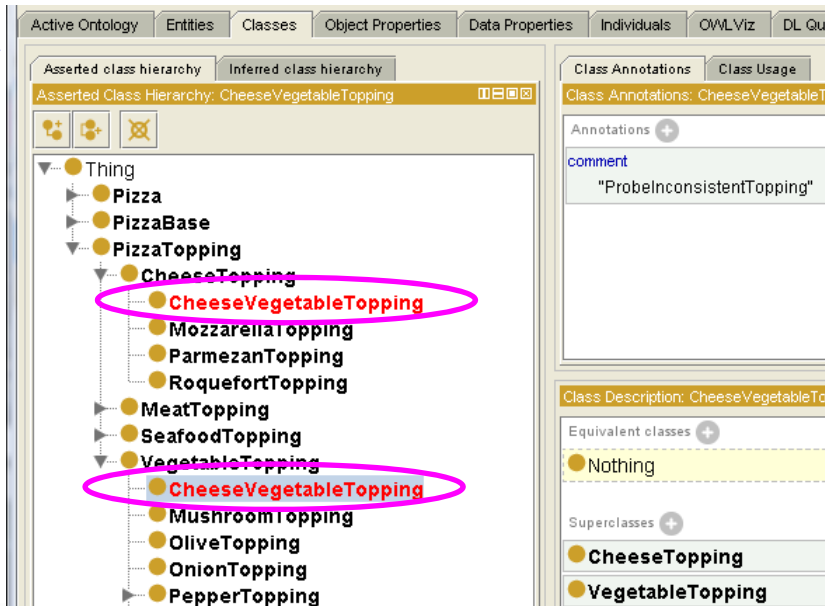 Active Ontology Entities Classes Object Properties Data Properties Individuals OWLViz DL Qu
Asserted class hierarchy Inferred class hierarchy
Asserted Class Hierarchy: CheeseVegetableTopping
Thing
Pizza
PizzaBase
PizzaTopping
CheeseTopping
CheeseVegetableTopping
MozzarellaTopping
ParmezanTopping
RoquefortTopping
MeatTopping
SeafoodTopping
VegetableTopping
CheeseVegetableTopping
MushroomTopping
OliveTopping
OnionTopping
PepperTopping
Class Annotations Class Usage
Class Annotations: CheeseVegetableT
Annotations
comment
"ProbeInconsistentTopping"
Class Description: CheeseVegetableTo
Equivalent classes
Nothing
Superclasses
CheeseTopping
VegetableTopping